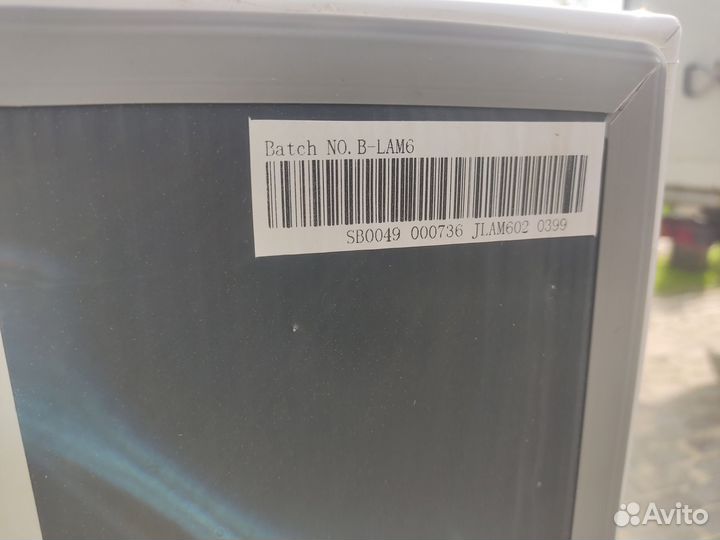 Batch NO. B-LAM6
SB0049 000736 JLAM602 0399
Avito